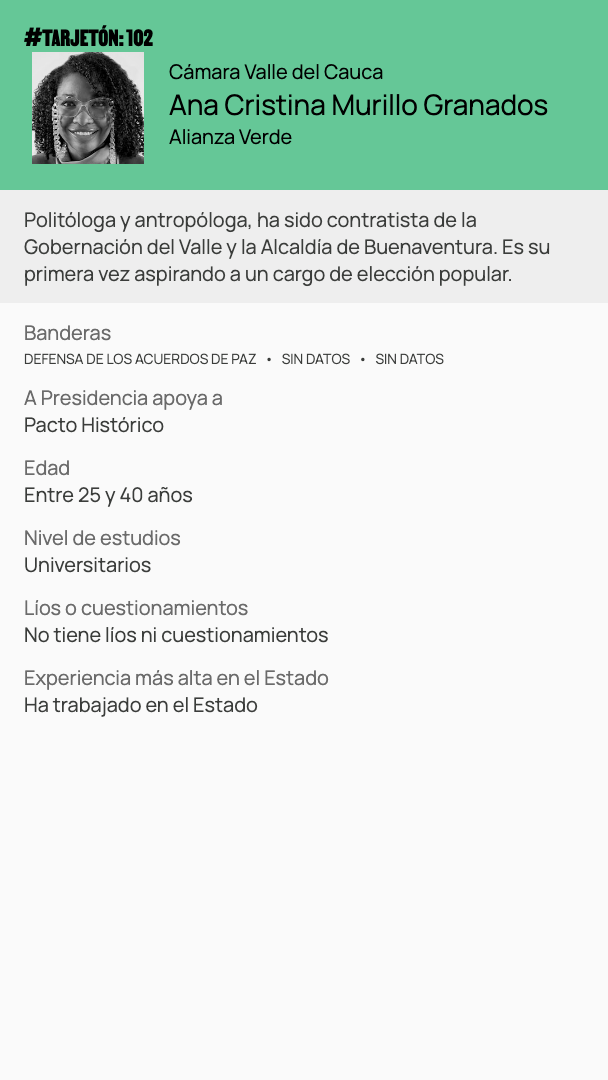 #TARJETÓN: 102
Cámara Valle del Cauca
Ana Cristina Murillo Granados
Alianza Verde
Politóloga y antropóloga, ha sido contratista de la
Gobernación del Valle y la Alcaldía de Buenaventura. Es su
primera vez aspirando a un cargo de elección popular.
Banderas
DEFENSA DE LOS ACUERDOS DE PAZ • SIN DATOS • SIN DATOS
A Presidencia apoya a
Pacto Histórico
Edad
Entre 25 y 40 años
Nivel de estudios
Universitarios
Líos o cuestionamientos
No tiene líos ni cuestionamientos
Experiencia más alta en el Estado
Ha trabajado en el Estado